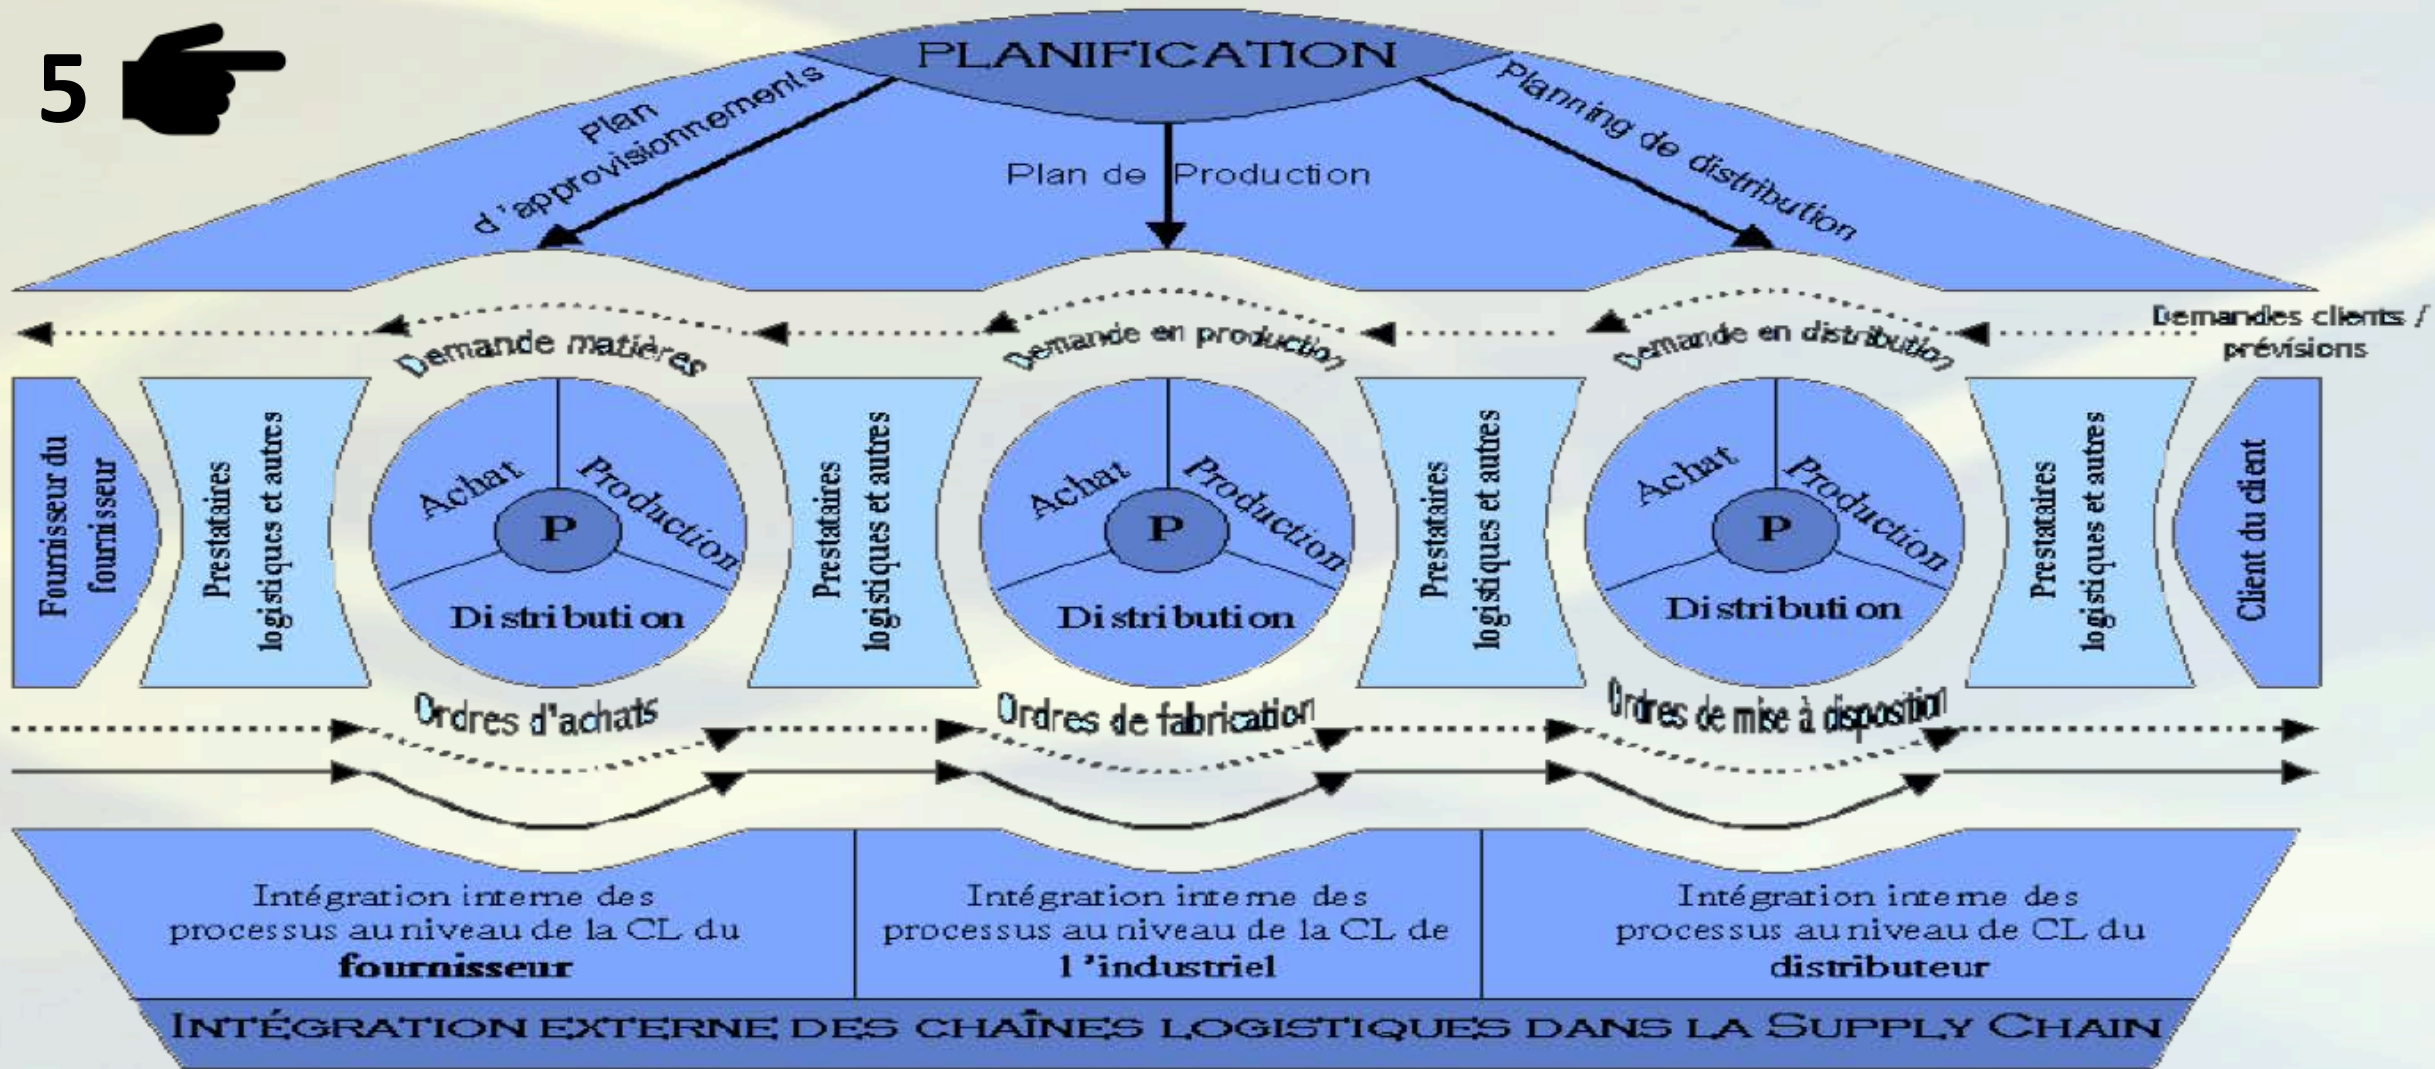 5
PLANIFICATION
Plan
d'approvisionnements
Plan de Production
Planning de distribution
Demandes clients /
prévisions
Demande matières
Demande en production
Demande en distribution
Fournisseur du
fournisseur
Prestataires
logistiques et autres
Achat
Production
P
Distribution
Prestataires
logistiques et autres
Achat
Production
P
Distribution
Prestataires
logistiques et autres
Achat
Production
P
Distribution
Prestataires
logistiques et autres
Client du client
Ordres d'achats
Ordres de fabrication
Ordres de mise à disposition
Intégration interne des
processus au niveau de la CL du
fournisseur
Intégration interne des
processus au niveau de la CL de
l'industriel
Intégration interne des
processus au niveau de CL du
distributeur
INTÉGRATION EXTERNE DES CHAÎNES LOGISTIQUES DANS LA SUPPLY CHAIN